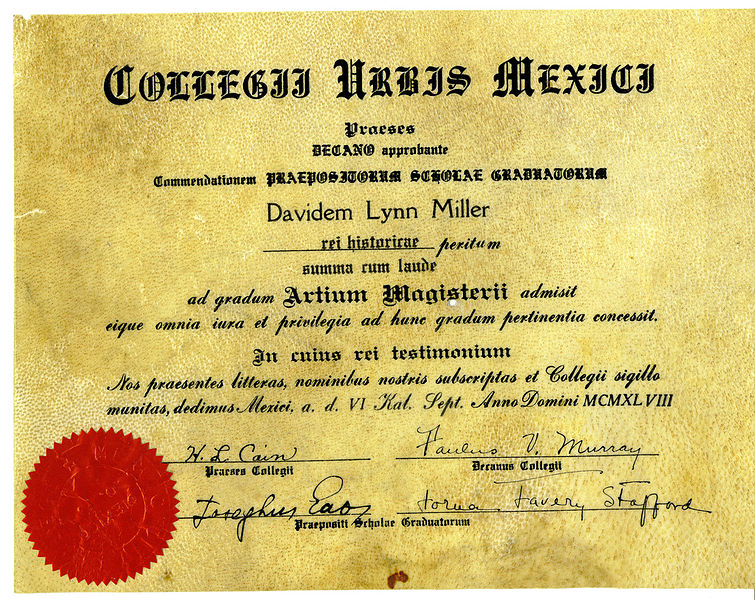 COLLEGII URBIS MEXICI
Praeses
DECANO approbante
Commendationem PRAEPOSITORUM SCHOLAE GRADUATORUM
Davidem Lynn Miller
rei historicae peritum
summa cum laude
ad gradum Artium Magisterii admisit
eique omnia iura et privilegia ad hunc gradum pertinentia concessit.
In cuius rei testimonium
Nos praesentes litteras, nominibus nostris subscriptas et Collegii sigillo
munitas, dedimus Mexici, a. d. VI Kal. Sept. Anno Domini MCMXLVIII
H. L. Cain Paulus V. Murray
Praeses Collegii Decanus Collegii
Josephus Stafford
Praepositi Scholae Graduatorum